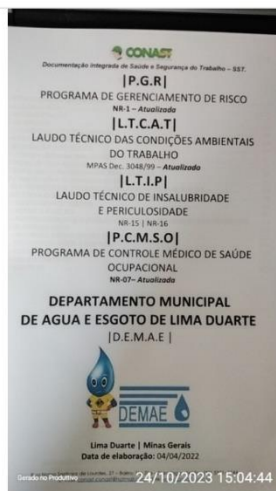 CONAST
Documentação Integrada de Saúde e Segurança do Trabalho – SST.
|P.G.R|
PROGRAMA DE GERENCIAMENTO DE RISCO
NR-1 – Atualizado
|L.T.C.A.T|
LAUDO TÉCNICO DAS CONDIÇÕES AMBIENTAIS
DO TRABALHO
MPAS Dec. 3048/99 – Atualizado
|L.T.I.P|
LAUDO TÉCNICO DE INSALUBRIDADE
E PERICULOSIDADE
NR-15 | NR-16
|P.C.M.S.O|
PROGRAMA DE CONTROLE MÉDICO DE SAÚDE
OCUPACIONAL
NR-07– Atualizado
DEPARTAMENTO MUNICIPAL
DE AGUA E ESGOTO DE LIMA DUARTE
|D.E.M.A.E |
DEMAE
Lima Duarte | Minas Gerais
Data de elaboração: 04/04/2022
Gerado no Produttivo
24/10/2023 15:04:44